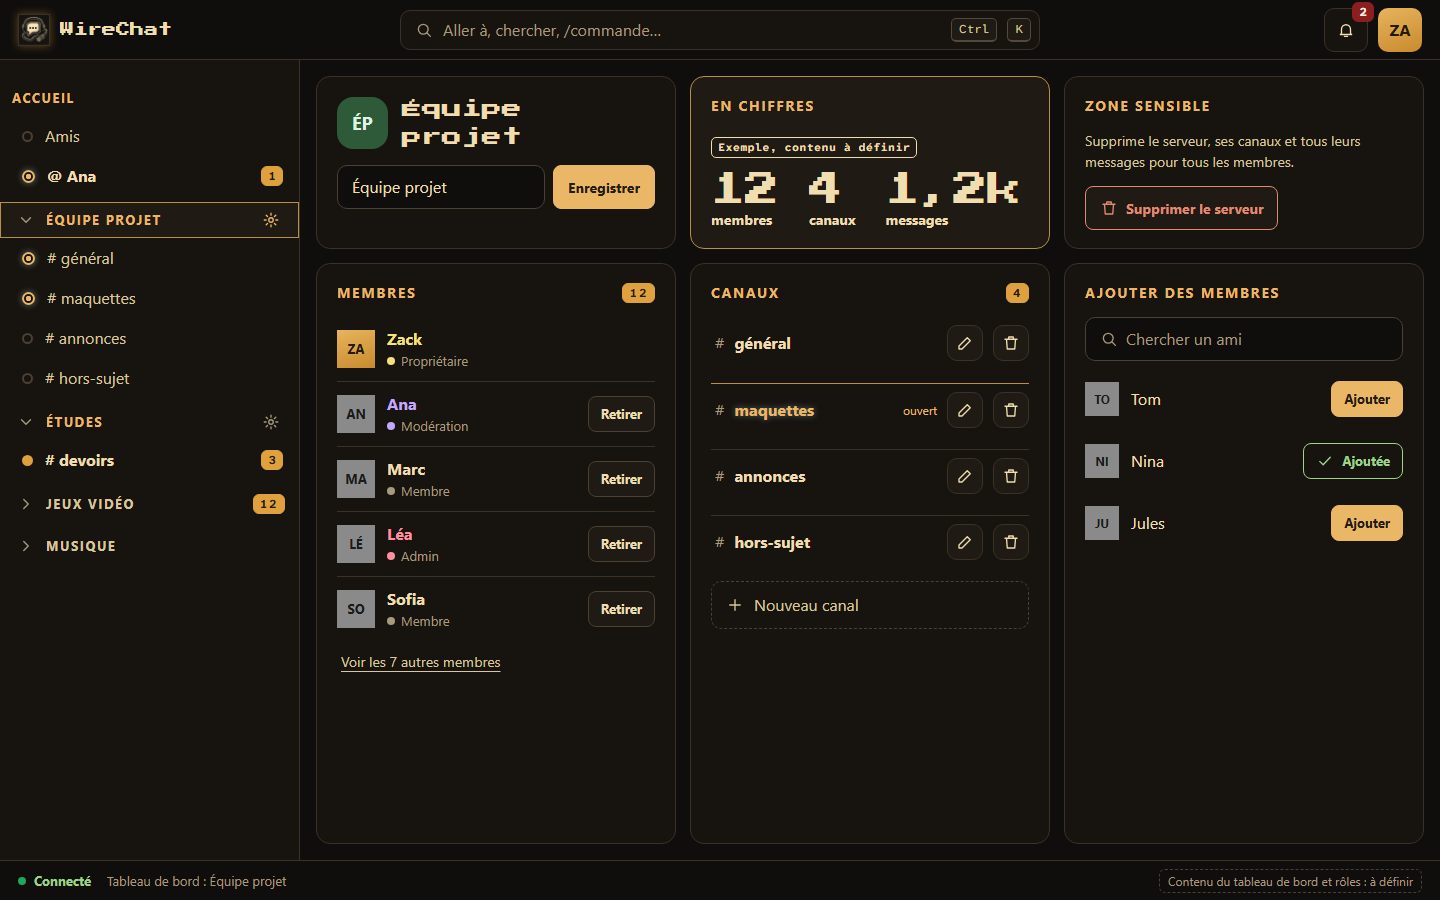 WireChat
Aller à, chercher, /commande...
Ctrl K
2
ZA
ACCUEIL
Amis
@ Ana 1
ÉQUIPE PROJET
# général
# maquettes
# annonces
# hors-sujet
ÉTUDES
# devoirs 3
JEUX VIDÉO 12
MUSIQUE
ÉP
Équipe
projet
Équipe projet
Enregistrer
EN CHIFFRES
Exemple, contenu à définir
12 4 1,2k
membres canaux messages
ZONE SENSIBLE
Supprime le serveur, ses canaux et tous leurs
messages pour tous les membres.
Supprimer le serveur
MEMBRES 12
ZA
Zack
Propriétaire
AN
Ana
Modération
Retirer
MA
Marc
Membre
Retirer
LÉ
Léa
Admin
Retirer
SO
Sofia
Membre
Retirer
Voir les 7 autres membres
CANAUX 4
# général
# maquettes ouvert
# annonces
# hors-sujet
+ Nouveau canal
AJOUTER DES MEMBRES
Chercher un ami
TO Tom Ajouter
NI Nina Ajoutée
JU Jules Ajouter
Connecté Tableau de bord : Équipe projet
Contenu du tableau de bord et rôles : à définir